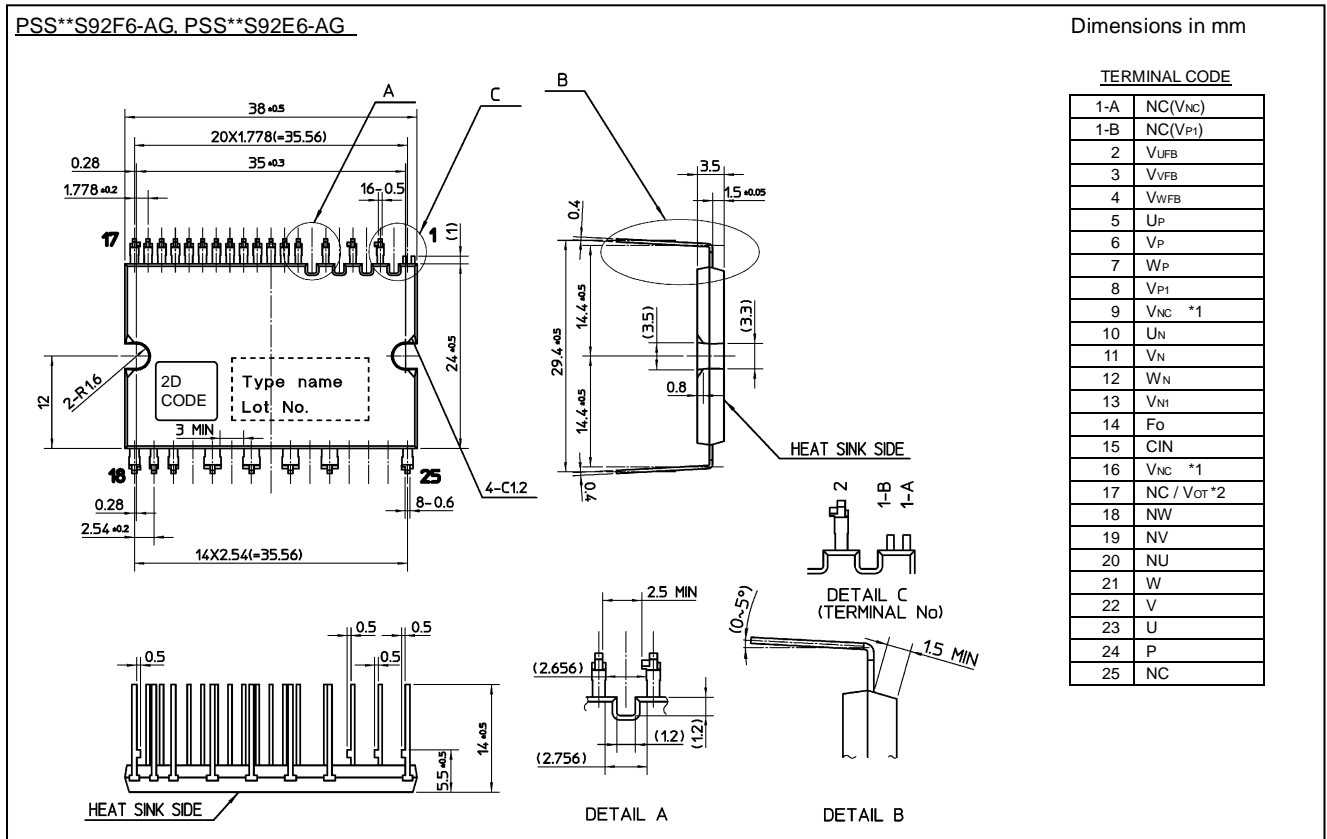 PSS**S92F6-AG, PSS**S92E6-AG
Dimensions in mm
TERMINAL CODE
1-A NC(VNC)
1-B NC(VP1)
2 VUFB
3 VVFB
4 VWFB
5 UP
6 VP
7 WP
8 VP1
9 VNC *1
10 UN
11 VN
12 WN
13 VN1
14 Fo
15 CIN
16 VNC *1
17 NC / VOT *2
18 NW
19 NV
20 NU
21 W
22 V
23 U
24 P
25 NC
A
C
B
38 ±0.5
20X1.778(=35.56)
35 ±0.3
0.28
1.778 ±0.2
16-0.5
17
1
(1)
24 ±0.5
12
2-R1.6
2D
CODE
Type name
Lot No.
3 MIN
18
25
4-C1.2
0.28
8-0.6
2.54 ±0.2
14X2.54(=35.56)
3.5
1.5 ±0.05
0.4
29.4 ±0.5
14.4 ±0.5
14.4 ±0.5
(3.5)
(3.3)
0.8
0.4
HEAT SINK SIDE
2
1-B
1-A
DETAIL C
(TERMINAL No)
0.5
0.5
0.5
0.5
14 ±0.5
5.5 ±0.5
HEAT SINK SIDE
2.5 MIN
(2.656)
(1.2)
(1.2)
(2.756)
DETAIL A
(0~5°)
1.5 MIN
DETAIL B